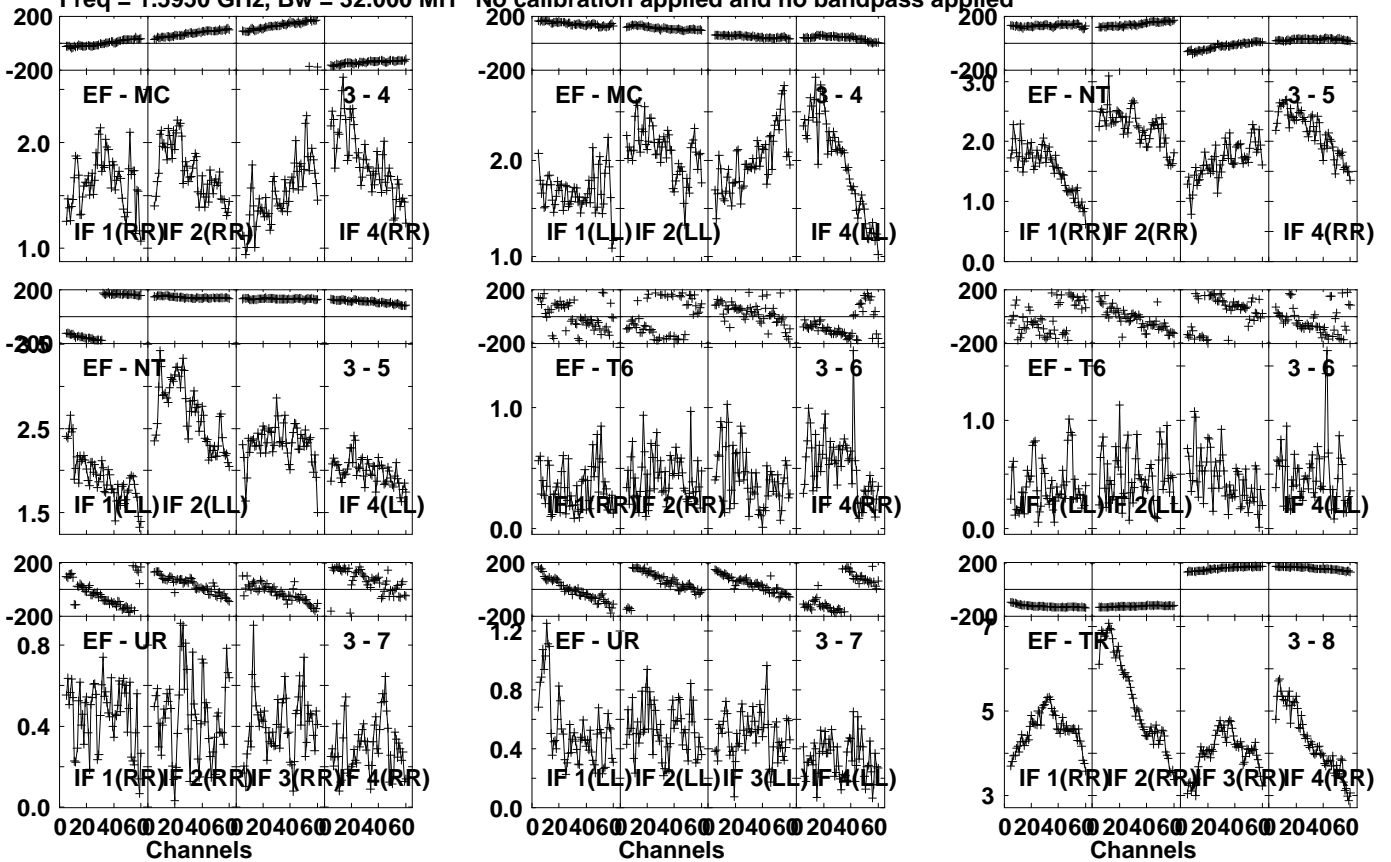 Freq = 1.5950 GHz, Bw = 32.000 MH No calibration applied and no bandpass applied
200
-200
EF - MC 3 - 4
2.0
1.0
IF 1(RR) IF 2(RR) IF 4(RR)
EF - MC 3 - 4
2.0
1.0
IF 1(LL) IF 2(LL) IF 4(LL)
200
-200
EF - NT 3 - 5
3.0
2.0
1.0
0.0
IF 1(RR) IF 2(RR) IF 4(RR)
200
-200
3.5
EF - NT 3 - 5
2.5
1.5
IF 1(LL) IF 2(LL) IF 4(LL)
200
-200
EF - T6 3 - 6
1.0
0.0
IF 1(RR) IF 2(RR) IF 4(RR)
200
-200
EF - T6 3 - 6
1.0
0.0
IF 1(LL) IF 2(LL) IF 4(LL)
200
-200
EF - UR 3 - 7
0.8
0.4
0.0
IF 1(RR) IF 2(RR) IF 3(RR) IF 4(RR)
0 20 40 60 0 20 40 60 0 20 40 60 0 20 40 60
Channels
200
-200
1.2
EF - UR 3 - 7
0.8
0.4
0.0
IF 1(LL) IF 2(LL) IF 3(LL) IF 4(LL)
0 20 40 60 0 20 40 60 0 20 40 60 0 20 40 60
Channels
200
-200
7
EF - TR 3 - 8
5
3
IF 1(RR) IF 2(RR) IF 3(RR) IF 4(RR)
0 20 40 60 0 20 40 60 0 20 40 60 0 20 40 60
Channels